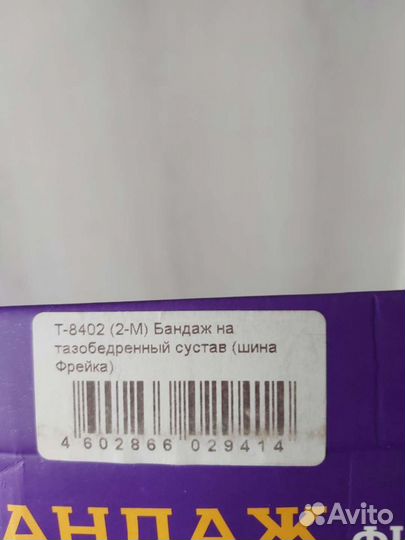 Т-8402 (2-М) Бандаж на
тазобедренный сустав (шина
Фрейка)
4 602866 029414
АНДАЖ
Avito